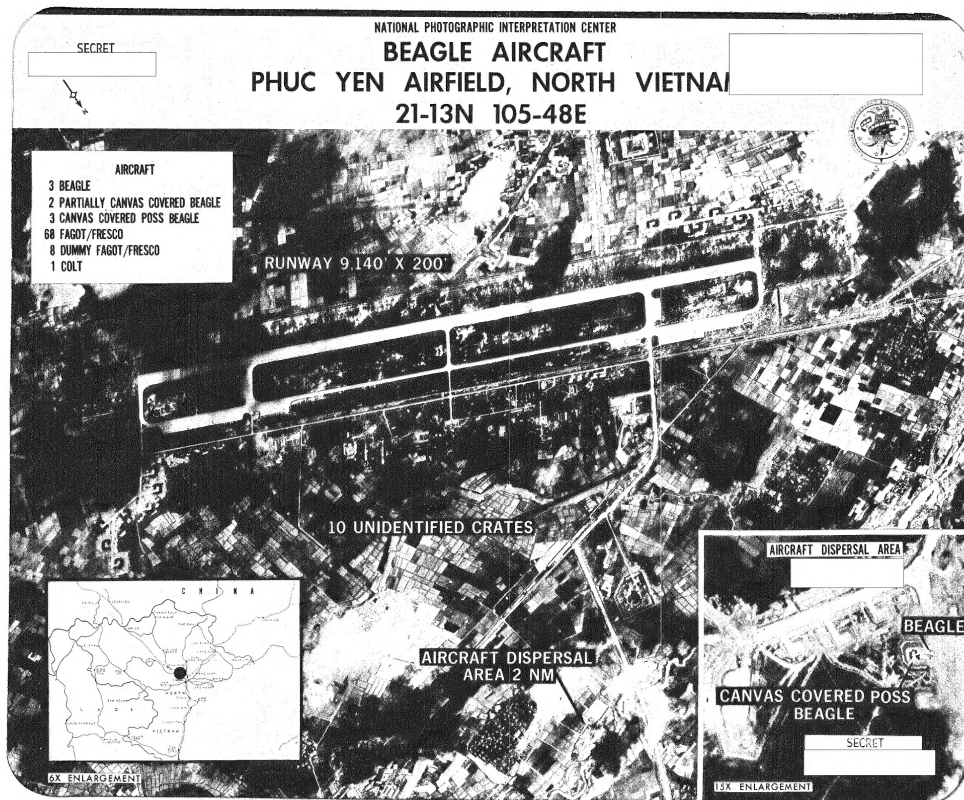 NATIONAL PHOTOGRAPHIC INTERPRETATION CENTER
SECRET
BEAGLE AIRCRAFT
PHUC YEN AIRFIELD, NORTH VIETNA
21-13N 105-48E
AIRCRAFT
3 BEAGLE
2 PARTIALLY CANVAS COVERED BEAGLE
3 CANVAS COVERED POSS BEAGLE
68 FAGOT/FRESCO
8 DUMMY FAGOT/FRESCO
1 COLT
RUNWAY 9,140' X 200'
10 UNIDENTIFIED CRATES
AIRCRAFT DISPERSAL
AREA 2 NM
CHINA
NORTH
VIETNAM
6X ENLARGEMENT
AIRCRAFT DISPERSAL AREA
BEAGLE
CANVAS COVERED POSS
BEAGLE
SECRET
15X ENLARGEMENT